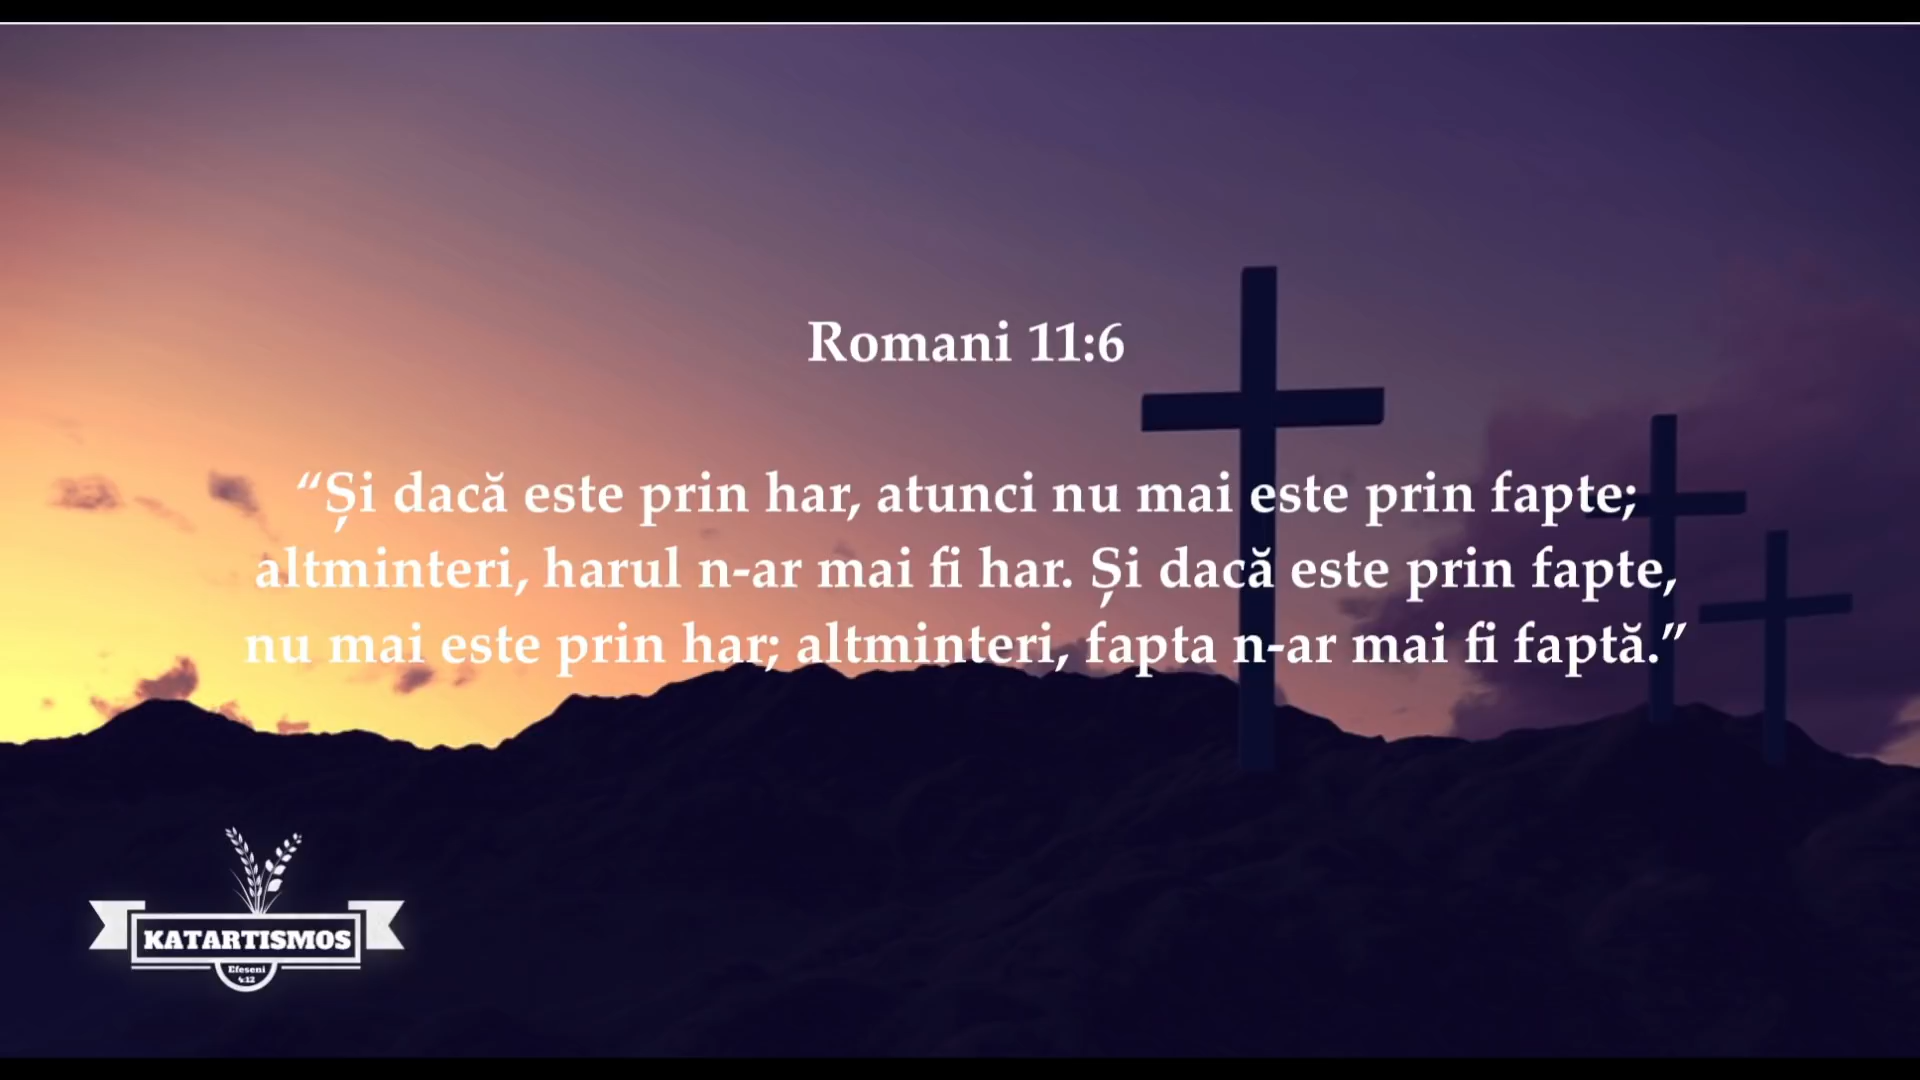 Romani 11:6
“Și dacă este prin har, atunci nu mai este prin fapte;
altminteri, harul n-ar mai fi har. Și dacă este prin fapte,
nu mai este prin har; altminteri, fapta n-ar mai fi faptă.”
KATARTISMOS
Efeseni
4:12